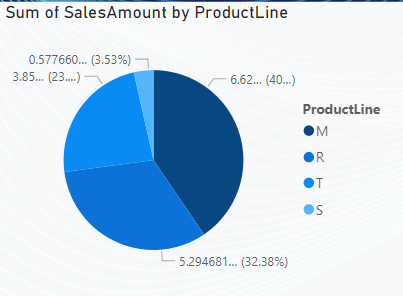 Sum of SalesAmount by ProductLine
0.577660... (3.53%)
3.85... (23....)
6.62... (40...)
5.294681... (32.38%)
ProductLine
M
R
T
S